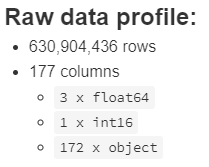 Raw data profile:
630,904,436 rows
177 columns
3 x float64
1 x int16
172 x object